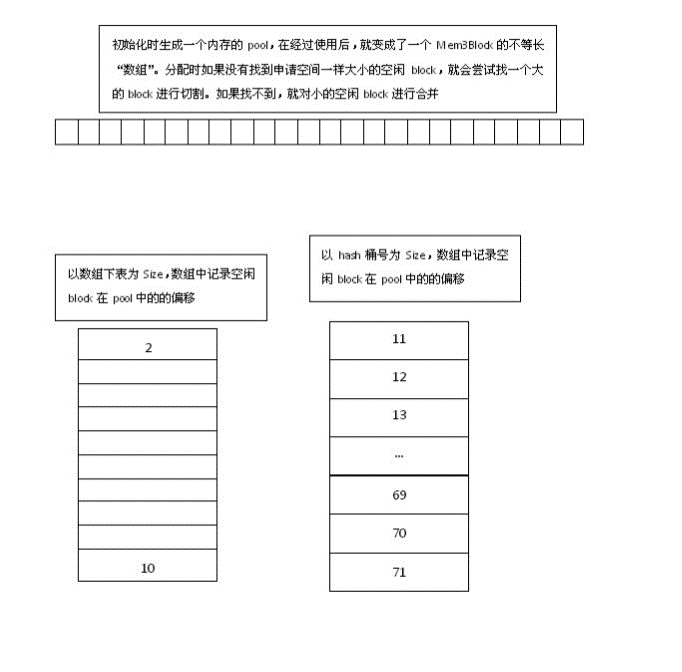 初始化时生成一个内存的 pool，在经过使用后，就变成了一个 Mem3Block 的不等长
“数组”。分配时如果没有找到申请空间一样大小的空闲 block，就会尝试找一个大
的 block 进行切割。如果找不到，就对小的空闲 block 进行合并
以数组下表为 Size，数组中记录空闲
block 在 pool 中的的偏移
2
10
以 hash 桶号为 Size，数组中记录空
闲 block 在 pool 中的的偏移
11
12
13
…
69
70
71